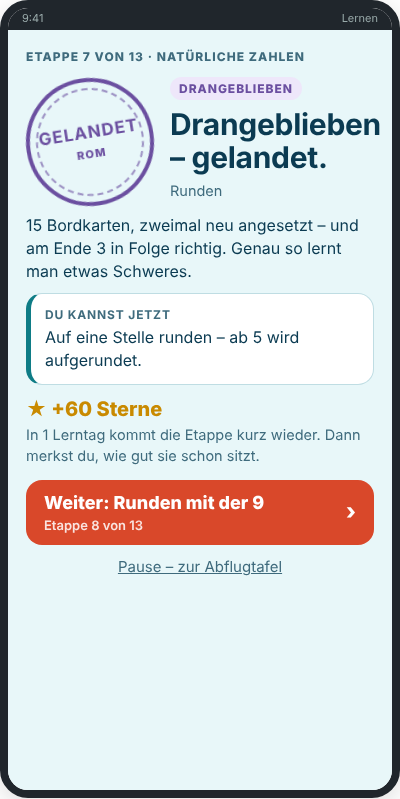 9:41
Lernen
ETAPPE 7 VON 13 · NATÜRLICHE ZAHLEN
GELANDET
ROM
DRANGEBLIEBEN
Drangeblieben
– gelandet.
Runden
15 Bordkarten, zweimal neu angesetzt – und
am Ende 3 in Folge richtig. Genau so lernt
man etwas Schweres.
DU KANNST JETZT
Auf eine Stelle runden – ab 5 wird
aufgerundet.
★ +60 Sterne
In 1 Lerntag kommt die Etappe kurz wieder. Dann
merkst du, wie gut sie schon sitzt.
Weiter: Runden mit der 9
Etappe 8 von 13
›
Pause – zur Abflugtafel